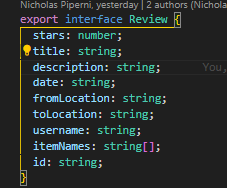 Nicholas Piperni, yesterday | 2 authors (Nichola
export interface Review {
stars: number;
title: string;
description: string; You,
date: string;
fromLocation: string;
toLocation: string;
username: string;
itemNames: string[];
id: string;
}